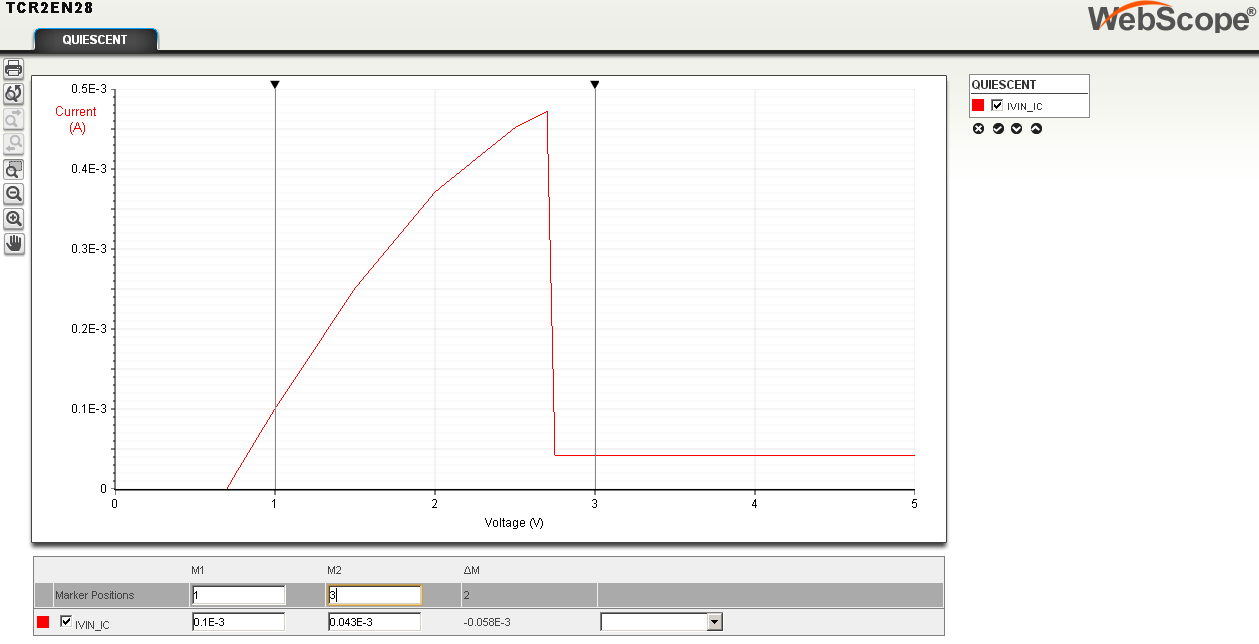 TCR2EN28
WebScope®
QUIESCENT
0.5E-3
Current
(A)
0.4E-3
0.3E-3
0.2E-3
0.1E-3
0
0 1 2 3 4 5
Voltage (V)
QUIESCENT
IVIN_IC
M1 M2 ΔM
Marker Positions 1 3 2
IVIN_IC 0.1E-3 0.043E-3 -0.058E-3